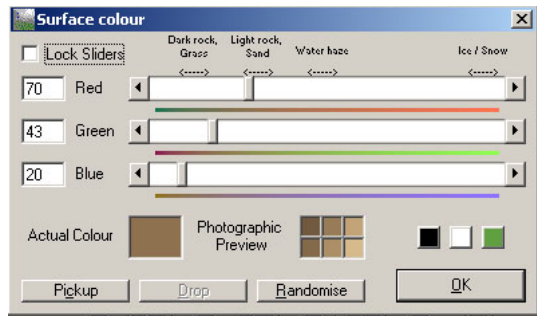 Surface colour
Lock Sliders
Dark rock, Grass
Light rock, Sand
Water haze
Ice / Snow
<----->
<----->
<----->
<----->
70 Red
43 Green
20 Blue
Actual Colour
Photographic Preview
Pickup
Drop
Randomise
OK